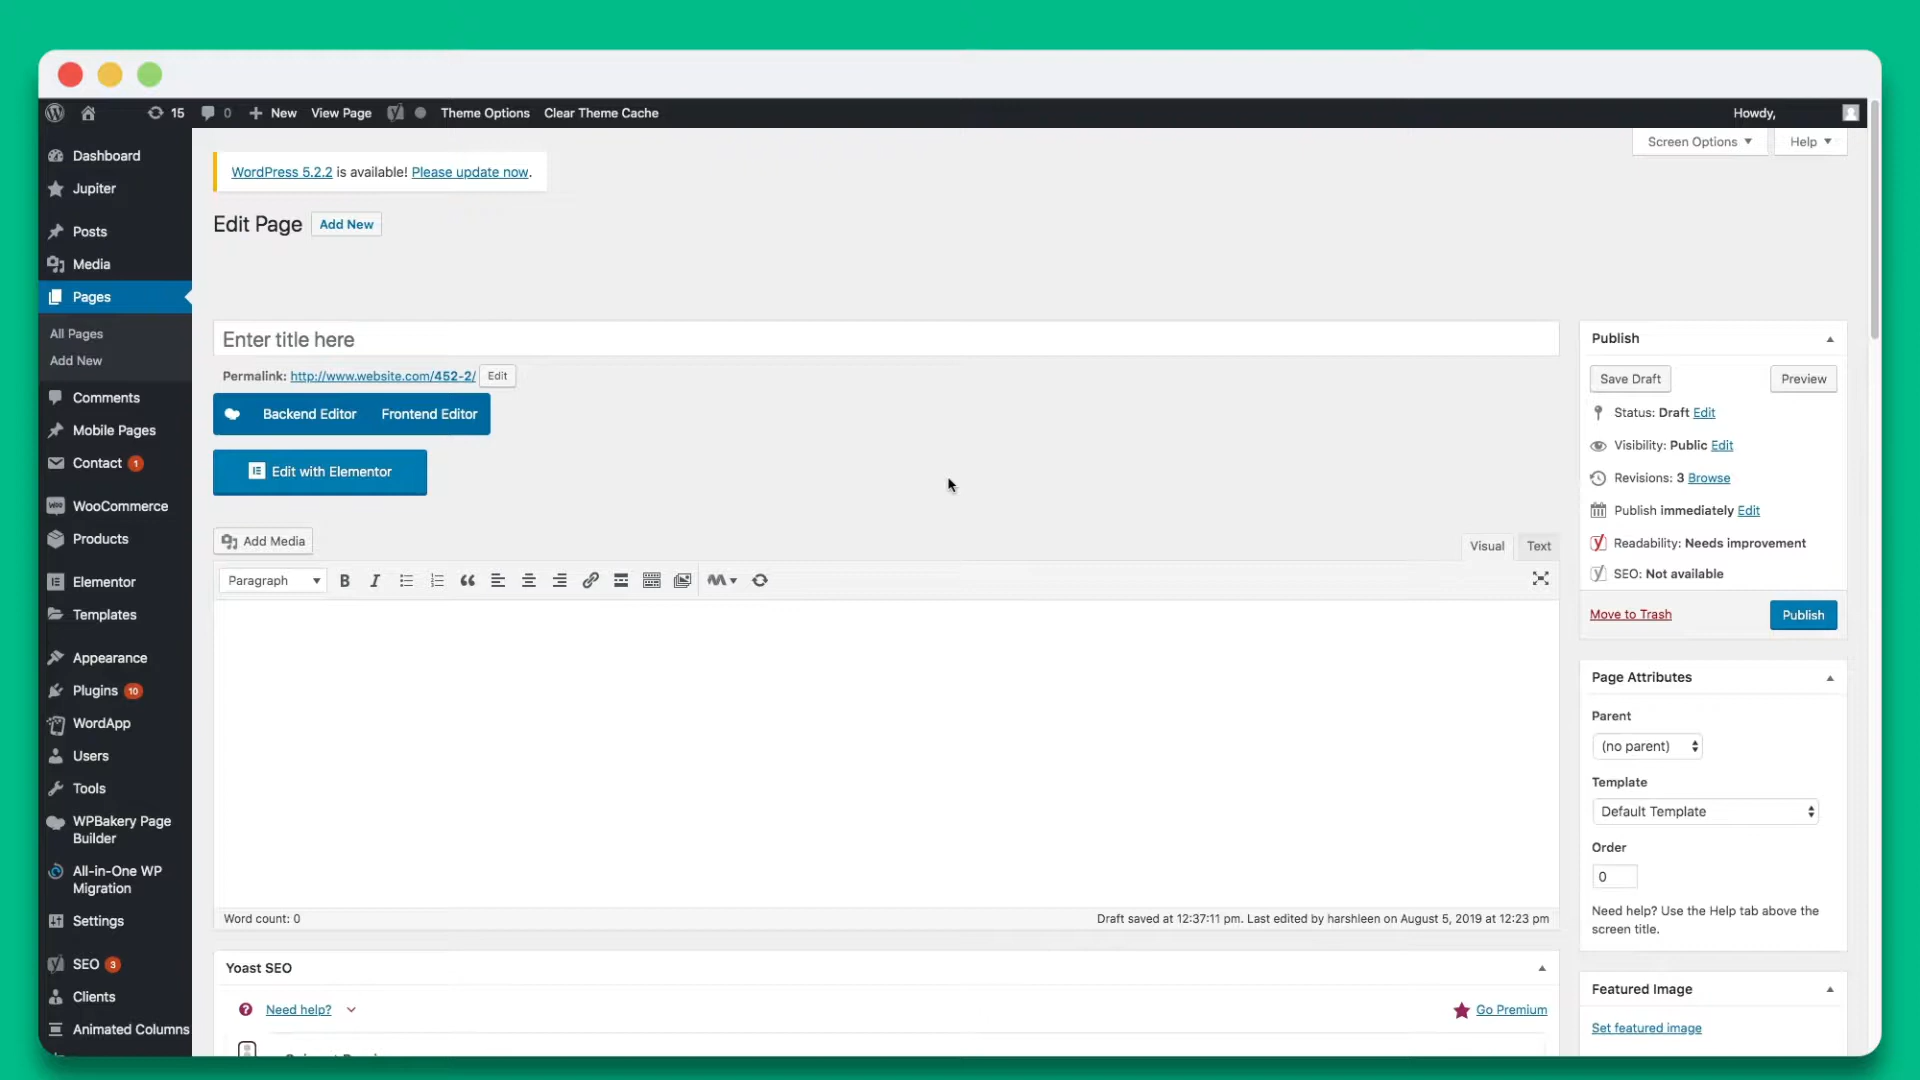 15 0 New View Page Theme Options Clear Theme Cache Howdy,
Screen Options Help
Dashboard
Jupiter
Posts
Media
Pages
All Pages
Add New
Comments
Mobile Pages
Contact 1
WooCommerce
Products
Elementor
Templates
Appearance
Plugins 10
WordApp
Users
Tools
WPBakery Page
Builder
All-in-One WP
Migration
Settings
SEO 3
Clients
Animated Columns
WordPress 5.2.2 is available! Please update now.
Edit Page Add New
Enter title here
Permalink: http://www.website.com/452-2/ Edit
Backend Editor Frontend Editor
Edit with Elementor
Add Media
Visual Text
Paragraph
Word count: 0
Draft saved at 12:37:11 pm. Last edited by harshleen on August 5, 2019 at 12:23 pm
Yoast SEO
Need help?
Go Premium
Publish
Save Draft Preview
Status: Draft Edit
Visibility: Public Edit
Revisions: 3 Browse
Publish immediately Edit
Readability: Needs improvement
SEO: Not available
Move to Trash Publish
Page Attributes
Parent
(no parent)
Template
Default Template
Order
0
Need help? Use the Help tab above the
screen title.
Featured Image
Set featured image